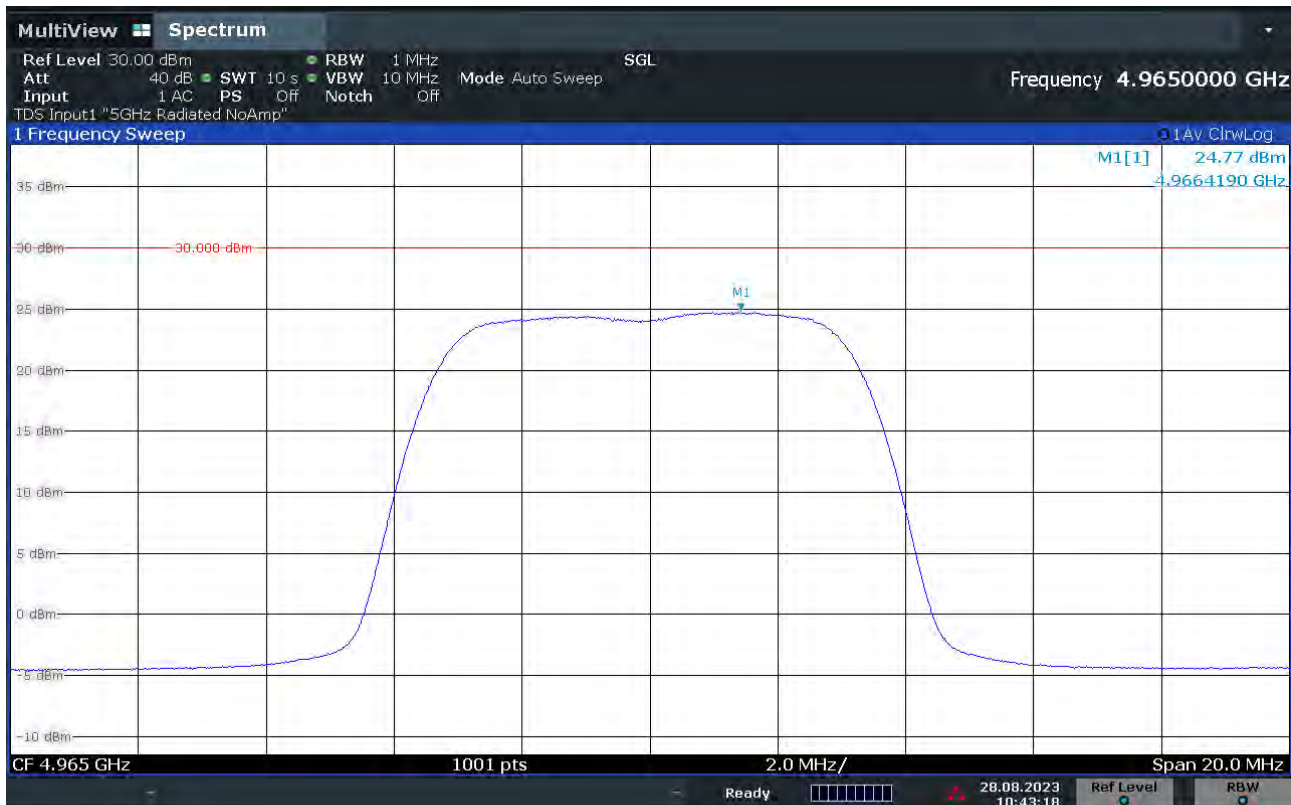 MultiView Spectrum
Ref Level 30.00 dBm RBW 1 MHz SGL
Att 40 dB SWT 10 s VBW 10 MHz Mode Auto Sweep Frequency 4.9650000 GHz
Input 1 AC PS Off Notch Off
TDS Input1 "5GHz Radiated NoAmp"
1 Frequency Sweep 1Av ClrwLog
M1[1] 24.77 dBm
4.9664190 GHz
35 dBm
30 dBm 30.000 dBm
M1
25 dBm
20 dBm
15 dBm
10 dBm
5 dBm
0 dBm
-5 dBm
-10 dBm
CF 4.965 GHz 1001 pts 2.0 MHz/ Span 20.0 MHz
Ready 28.08.2023 Ref Level RBW
10:43:18